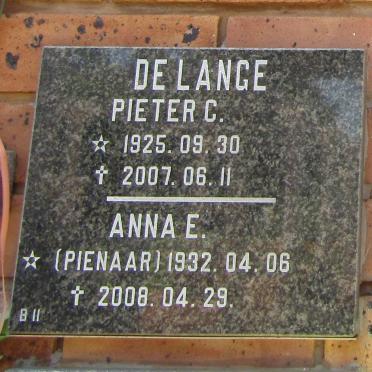 DE LANGE
PIETER C.
☆ 1925. 09. 30
✝ 2007. 06. 11
ANNA E.
☆ (PIENAAR) 1932. 04. 06
✝ 2008. 04. 29.
B 11